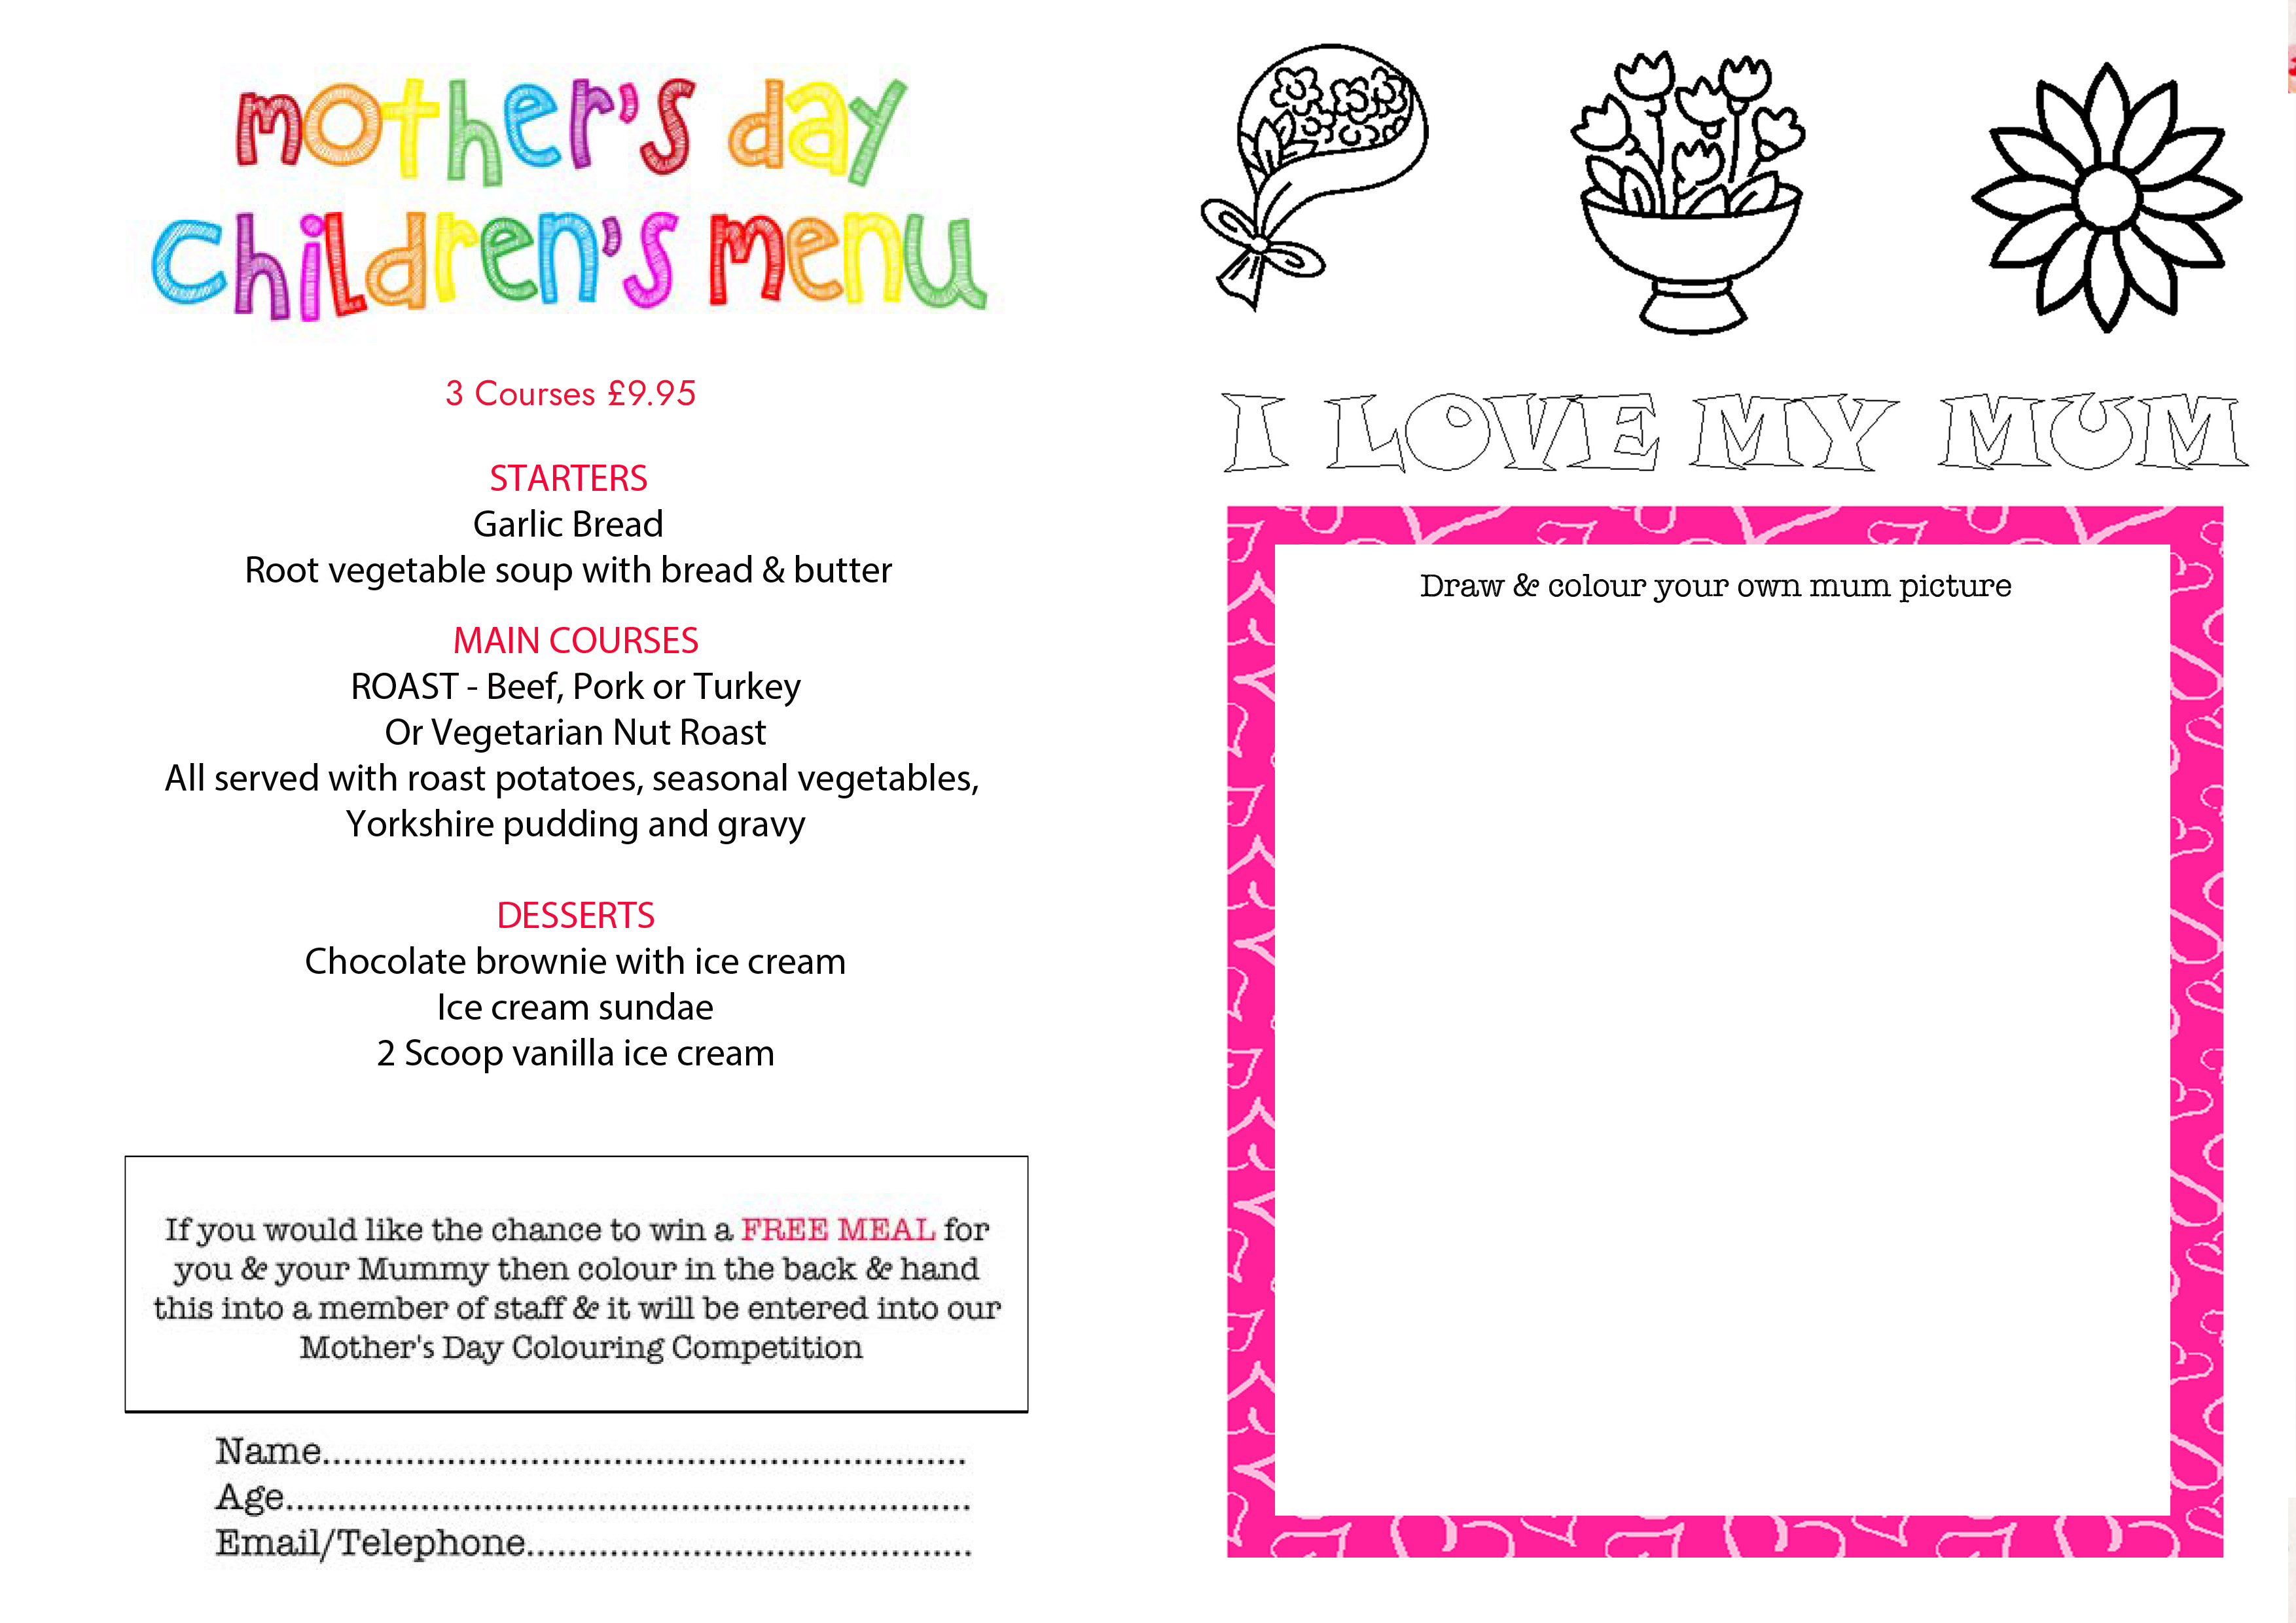 mother's day
children's menu
3 Courses £9.95
STARTERS
Garlic Bread
Root vegetable soup with bread & butter
MAIN COURSES
ROAST - Beef, Pork or Turkey
Or Vegetarian Nut Roast
All served with roast potatoes, seasonal vegetables,
Yorkshire pudding and gravy
DESSERTS
Chocolate brownie with ice cream
Ice cream sundae
2 Scoop vanilla ice cream
If you would like the chance to win a FREE MEAL for
you & your Mummy then colour in the back & hand
this into a member of staff & it will be entered into our
Mother's Day Colouring Competition
Name..............................................................
Age..................................................................
Email/Telephone...........................................
I LOVE MY MUM
Draw & colour your own mum picture